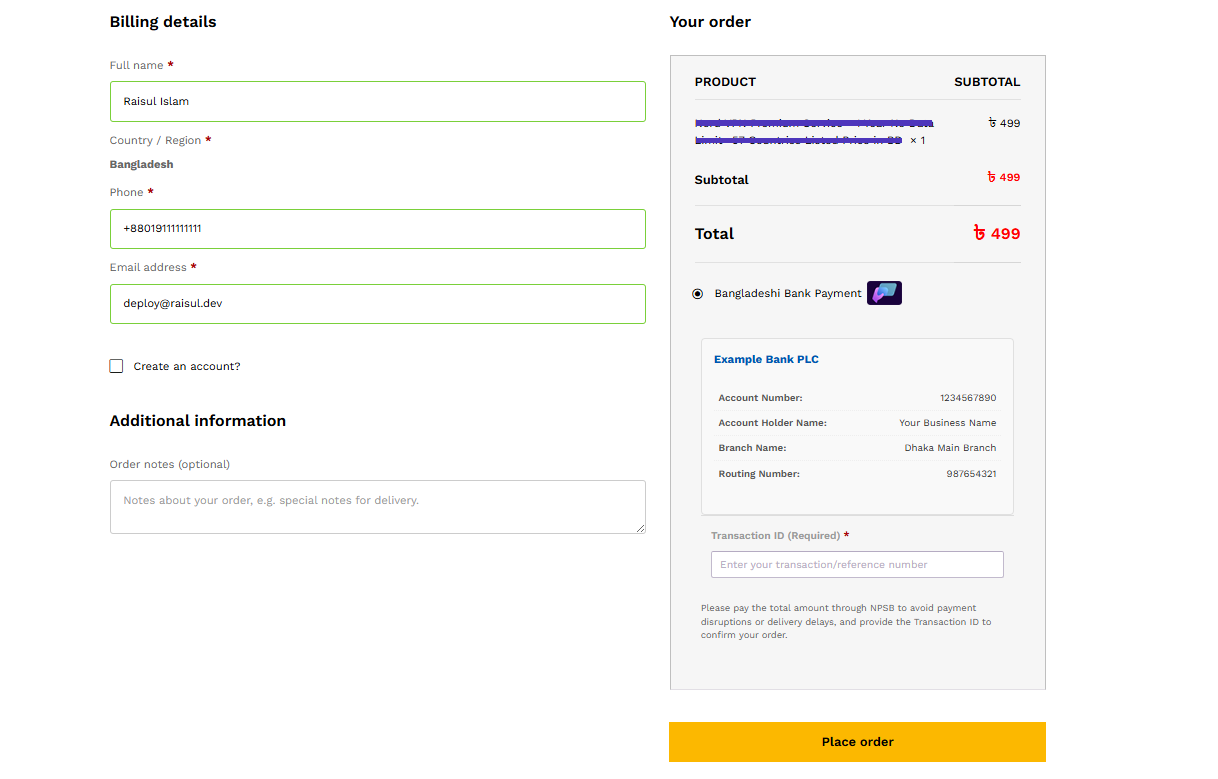 Billing details
Full name *
Raisul Islam
Country / Region *
Bangladesh
Phone *
+88019111111111
Email address *
deploy@raisul.dev
Create an account?
Additional information
Order notes (optional)
Notes about your order, e.g. special notes for delivery.
Your order
PRODUCT SUBTOTAL
৳ 499
× 1
Subtotal ৳ 499
Total ৳ 499
Bangladeshi Bank Payment
Example Bank PLC
Account Number: 1234567890
Account Holder Name: Your Business Name
Branch Name: Dhaka Main Branch
Routing Number: 987654321
Transaction ID (Required) *
Enter your transaction/reference number
Please pay the total amount through NPSB to avoid payment
disruptions or delivery delays, and provide the Transaction ID to
confirm your order.
Place order